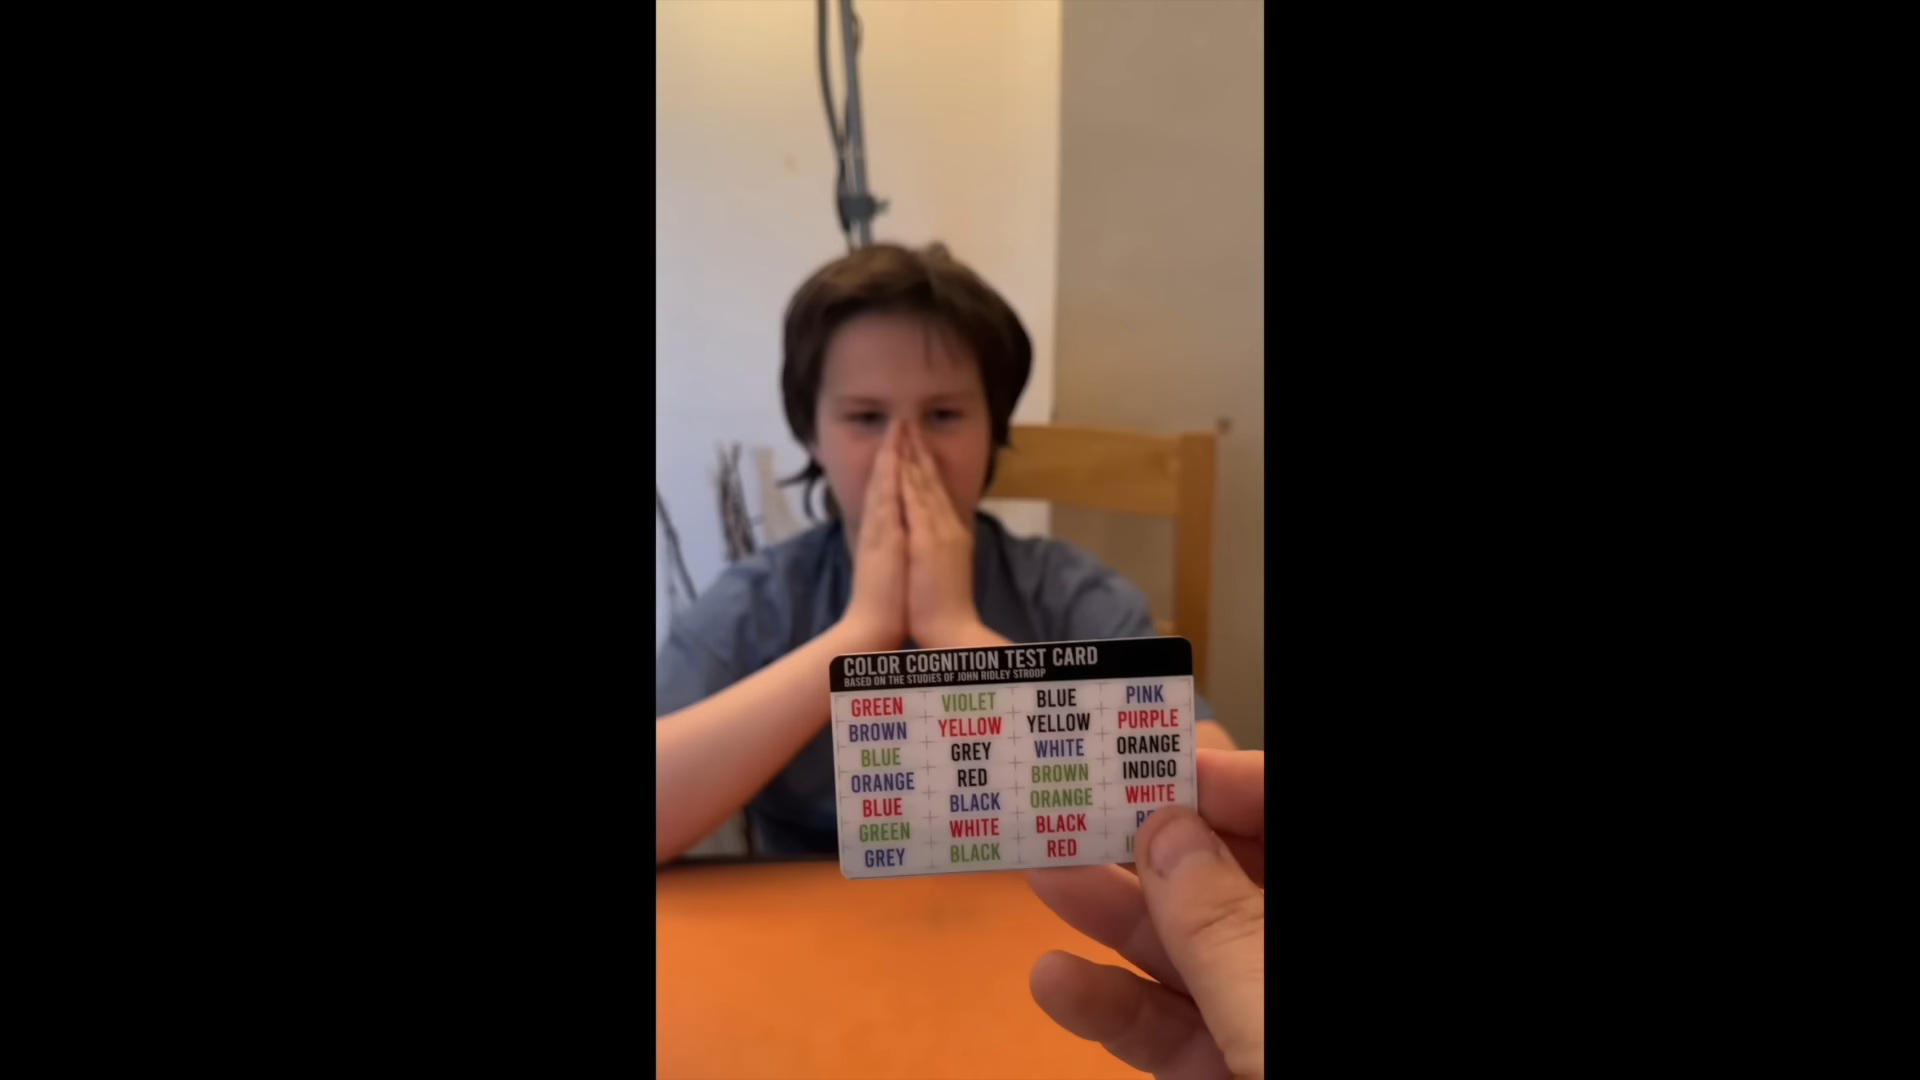 COLOR COGNITION TEST CARD
BASED ON THE STUDIES OF JOHN RIDLEY STROOP
GREEN VIOLET BLUE PINK
BROWN YELLOW YELLOW PURPLE
BLUE GREY WHITE ORANGE
ORANGE RED BROWN INDIGO
BLUE BLACK ORANGE WHITE
GREEN WHITE BLACK
GREY BLACK RED